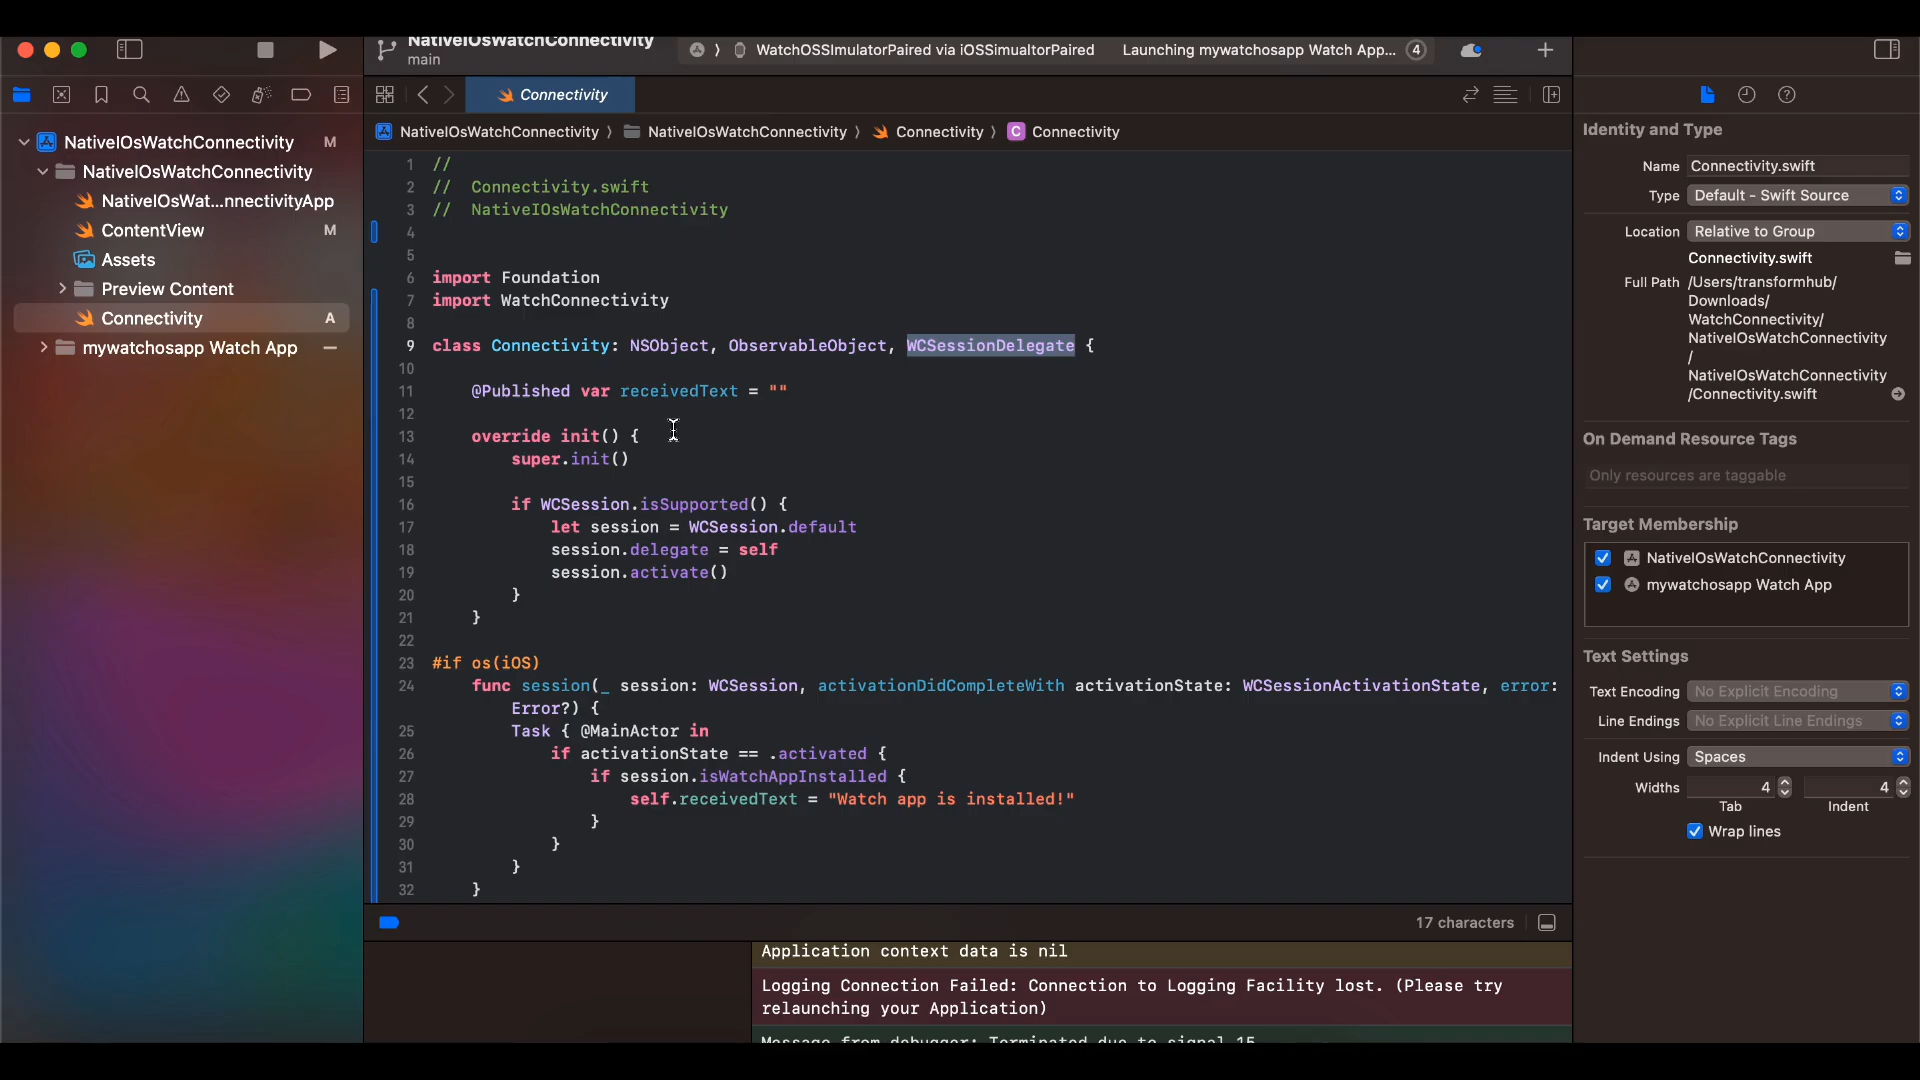 NativeIOsWatchConnectivity
main
WatchOSSImulatorPaired via iOSSimualtorPaired
Launching mywatchosapp Watch App... 4
Connectivity
NativeIOsWatchConnectivity 〉 NativeIOsWatchConnectivity 〉 Connectivity 〉 C Connectivity
NativeIOsWatchConnectivity M
NativeIOsWatchConnectivity
NativeIOsWat...nnectivityApp
ContentView M
Assets
Preview Content
Connectivity A
mywatchosapp Watch App
1 //
2 //  Connectivity.swift
3 //  NativeIOsWatchConnectivity
4
5
6 import Foundation
7 import WatchConnectivity
8
9 class Connectivity: NSObject, ObservableObject, WCSessionDelegate {
10
11     @Published var receivedText = ""
12
13     override init() {
14         super.init()
15
16         if WCSession.isSupported() {
17             let session = WCSession.default
18             session.delegate = self
19             session.activate()
20         }
21     }
22
23 #if os(iOS)
24     func session(_ session: WCSession, activationDidCompleteWith activationState: WCSessionActivationState, error:
Error?) {
25         Task { @MainActor in
26             if activationState == .activated {
27                 if session.isWatchAppInstalled {
28                     self.receivedText = "Watch app is installed!"
29                 }
30             }
31         }
32     }
17 characters
Application context data is nil
Logging Connection Failed: Connection to Logging Facility lost. (Please try
relaunching your Application)
Message from debugger: Terminated due to signal 15
Identity and Type
Name Connectivity.swift
Type Default - Swift Source
Location Relative to Group
Connectivity.swift
Full Path /Users/transformhub/
Downloads/
WatchConnectivity/
NativeIOsWatchConnectivity
/
NativeIOsWatchConnectivity
/Connectivity.swift
On Demand Resource Tags
Only resources are taggable
Target Membership
NativeIOsWatchConnectivity
mywatchosapp Watch App
Text Settings
Text Encoding No Explicit Encoding
Line Endings No Explicit Line Endings
Indent Using Spaces
Widths 4 4
Tab Indent
Wrap lines